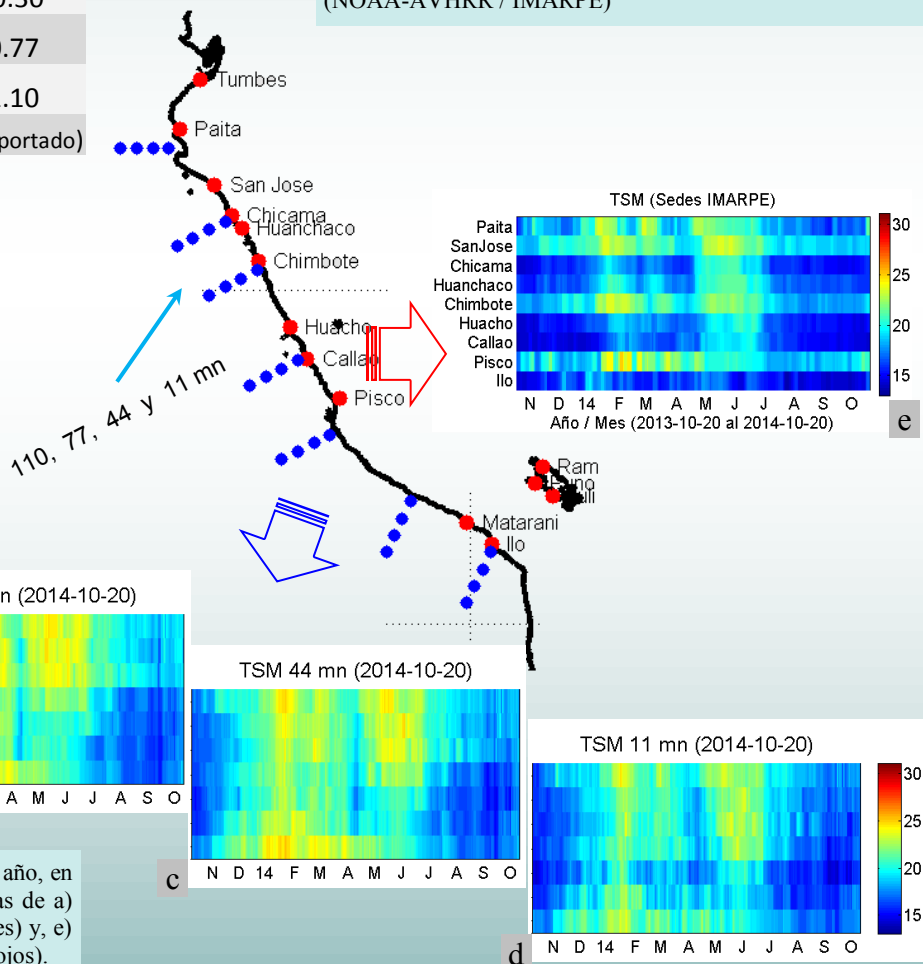 (NOAA-AVHRR / IMARPE)
.77
.10
portado)
Tumbes
Paita
San Jose
Chicama
Huanchaco
Chimbote
Huacho
Callao
Pisco
110, 77, 44 y 11 mn
Ram
Matarani
Ilo
TSM (Sedes IMARPE)
Paita
SanJose
Chicama
Huanchaco
Chimbote
Huacho
Callao
Pisco
Ilo
30
25
20
15
N D 14 F M A M J J A S O
Año / Mes (2013-10-20 al 2014-10-20)
e
n (2014-10-20)
A M J J A S O
TSM 44 mn (2014-10-20)
N D 14 F M A M J J A S O
c
TSM 11 mn (2014-10-20)
30
25
20
15
N D 14 F M A M J J A S O
d
año, en
as de a)
es) y, e)
ojos).